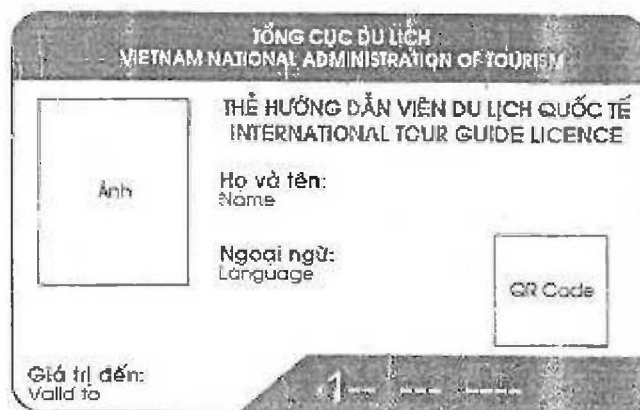 TỔNG CỤC DU LỊCH
VIETNAM NATIONAL ADMINISTRATION OF TOURISM
THẺ HƯỚNG DẪN VIÊN DU LỊCH QUỐC TẾ
INTERNATIONAL TOUR GUIDE LICENCE
Ảnh
Họ và tên:
Name
Ngoại ngữ:
Language
QR Code
Giá trị đến:
Valid to
1-- --- ----